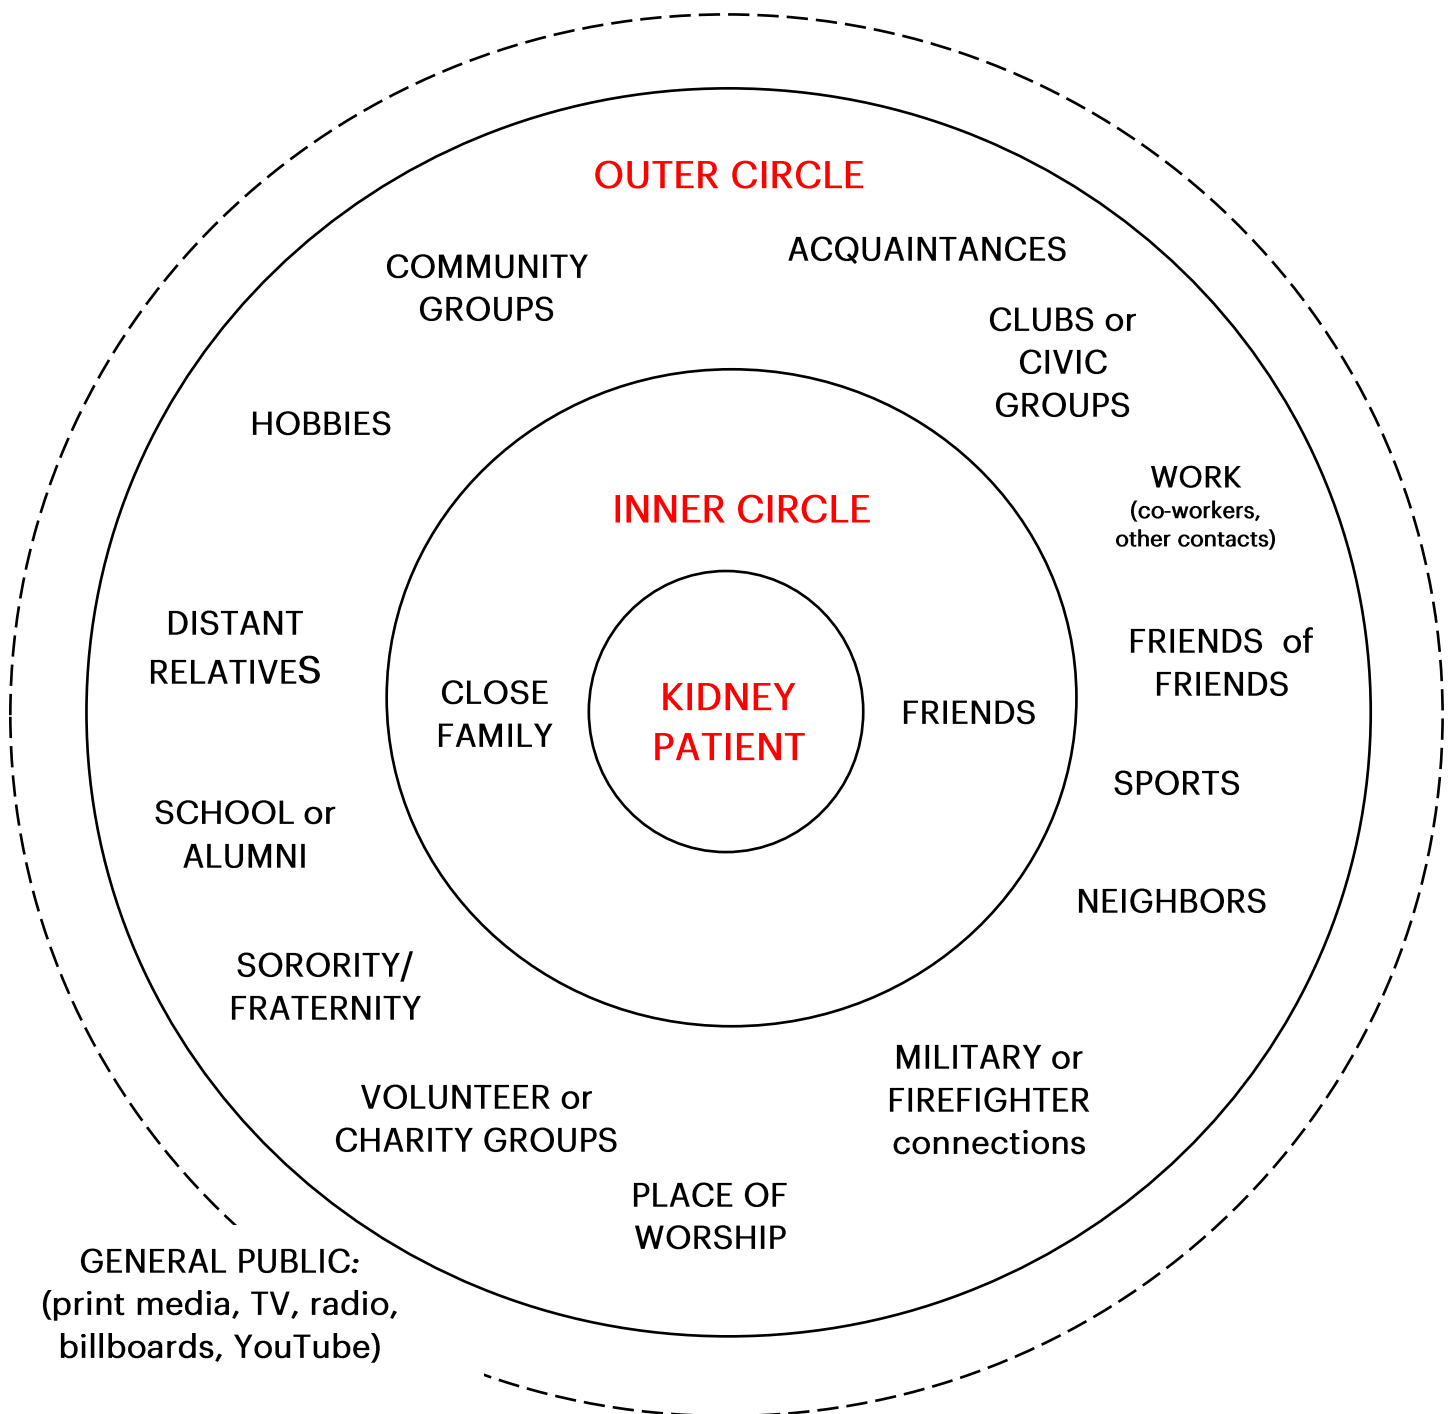 OUTER CIRCLE
ACQUAINTANCES
COMMUNITY
GROUPS
CLUBS or
CIVIC
GROUPS
HOBBIES
WORK
(co-workers,
other contacts)
INNER CIRCLE
DISTANT
RELATIVES
CLOSE
FAMILY
KIDNEY
PATIENT
FRIENDS
FRIENDS of
FRIENDS
SPORTS
SCHOOL or
ALUMNI
NEIGHBORS
SORORITY/
FRATERNITY
MILITARY or
FIREFIGHTER
connections
VOLUNTEER or
CHARITY GROUPS
PLACE OF
WORSHIP
GENERAL PUBLIC:
(print media, TV, radio,
billboards, YouTube)